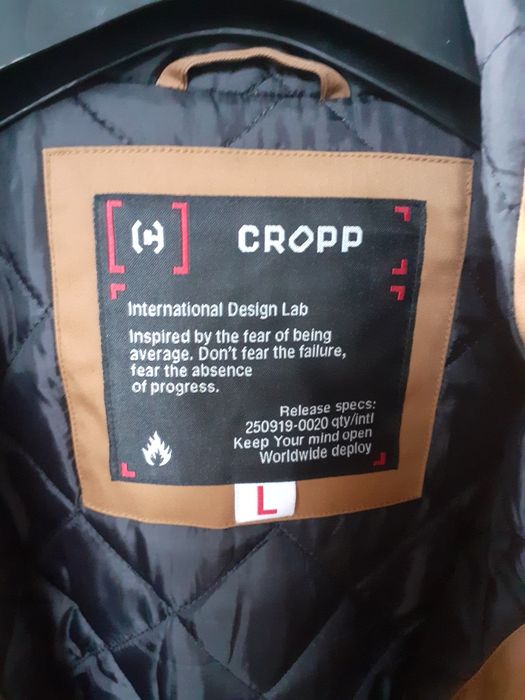 CROPP
International Design Lab
Inspired by the fear of being
average. Don't fear the failure,
fear the absence
of progress.
Release specs:
250919-0020 qty/intl
Keep Your mind open
Worldwide deploy
L